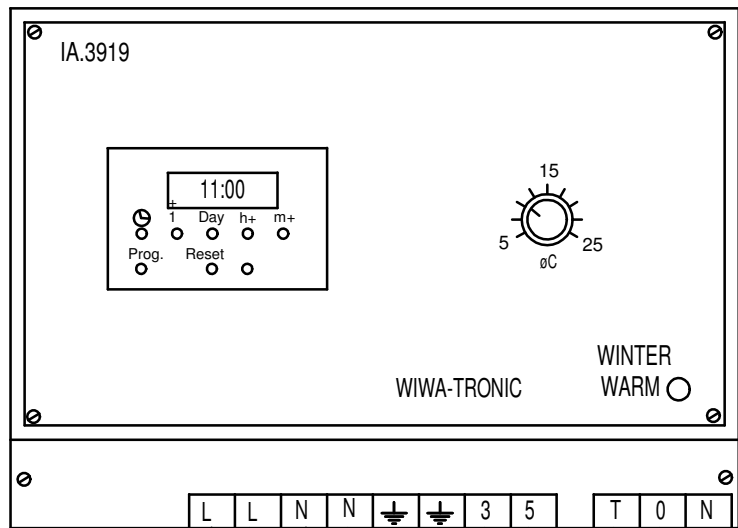 IA.3919
11:00
+
1 Day h+ m+
Prog. Reset
15
5 25
øC
WINTER
WIWA-TRONIC WARM
L L N N ⏚ ⏚ 3 5 T 0 N